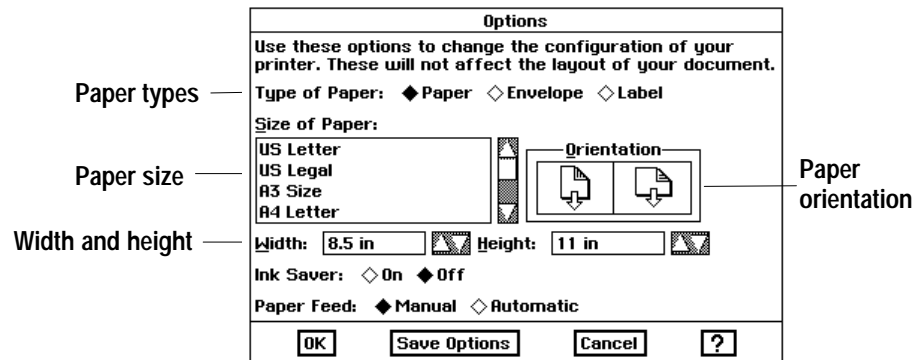 Options
Use these options to change the configuration of your
printer. These will not affect the layout of your document.
Paper types
Type of Paper: Paper Envelope Label
Size of Paper:
US Letter
US Legal
A3 Size
A4 Letter
Orientation
Paper size
Paper
orientation
Width and height
Width: 8.5 in Height: 11 in
Ink Saver: On Off
Paper Feed: Manual Automatic
OK Save Options Cancel ?